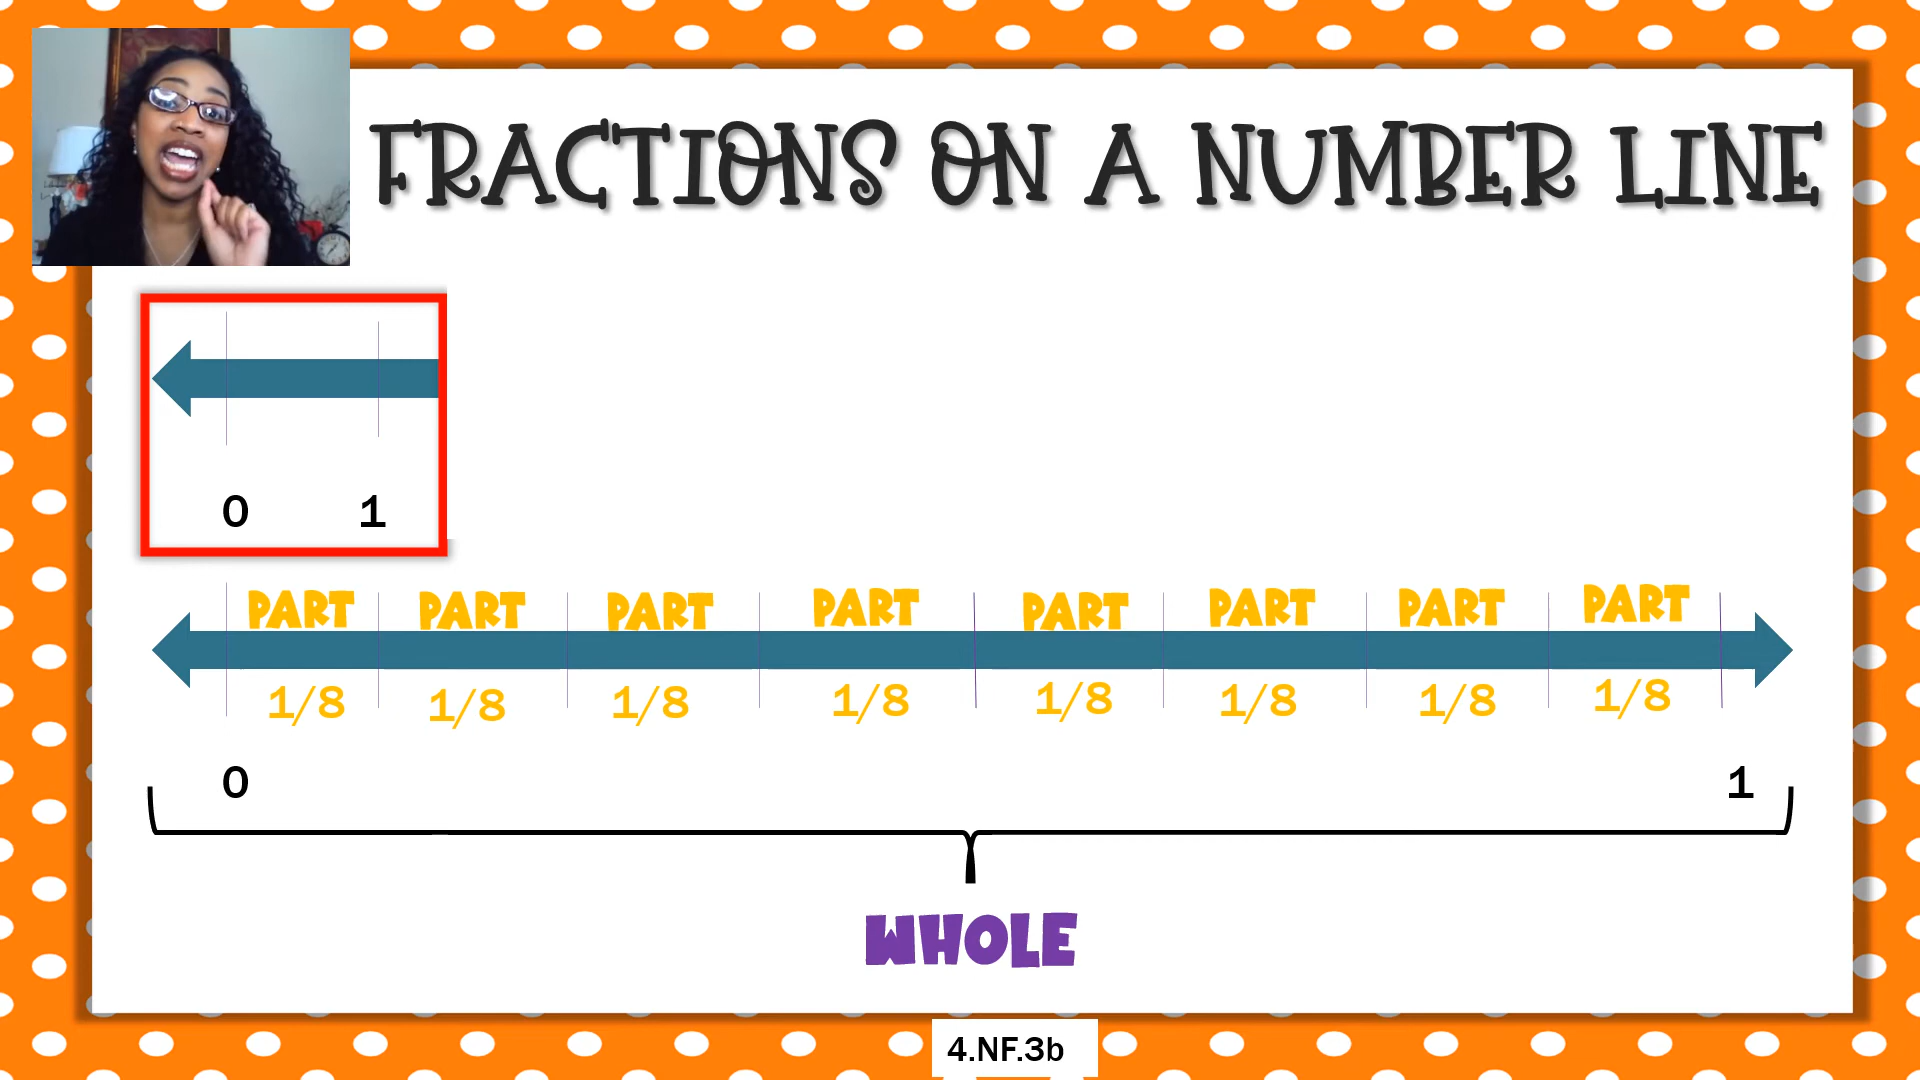 FRACTIONS ON A NUMBER LINE
0 1
PART PART PART PART PART PART PART PART
1/8 1/8 1/8 1/8 1/8 1/8 1/8 1/8
0 1
WHOLE
4.NF.3b